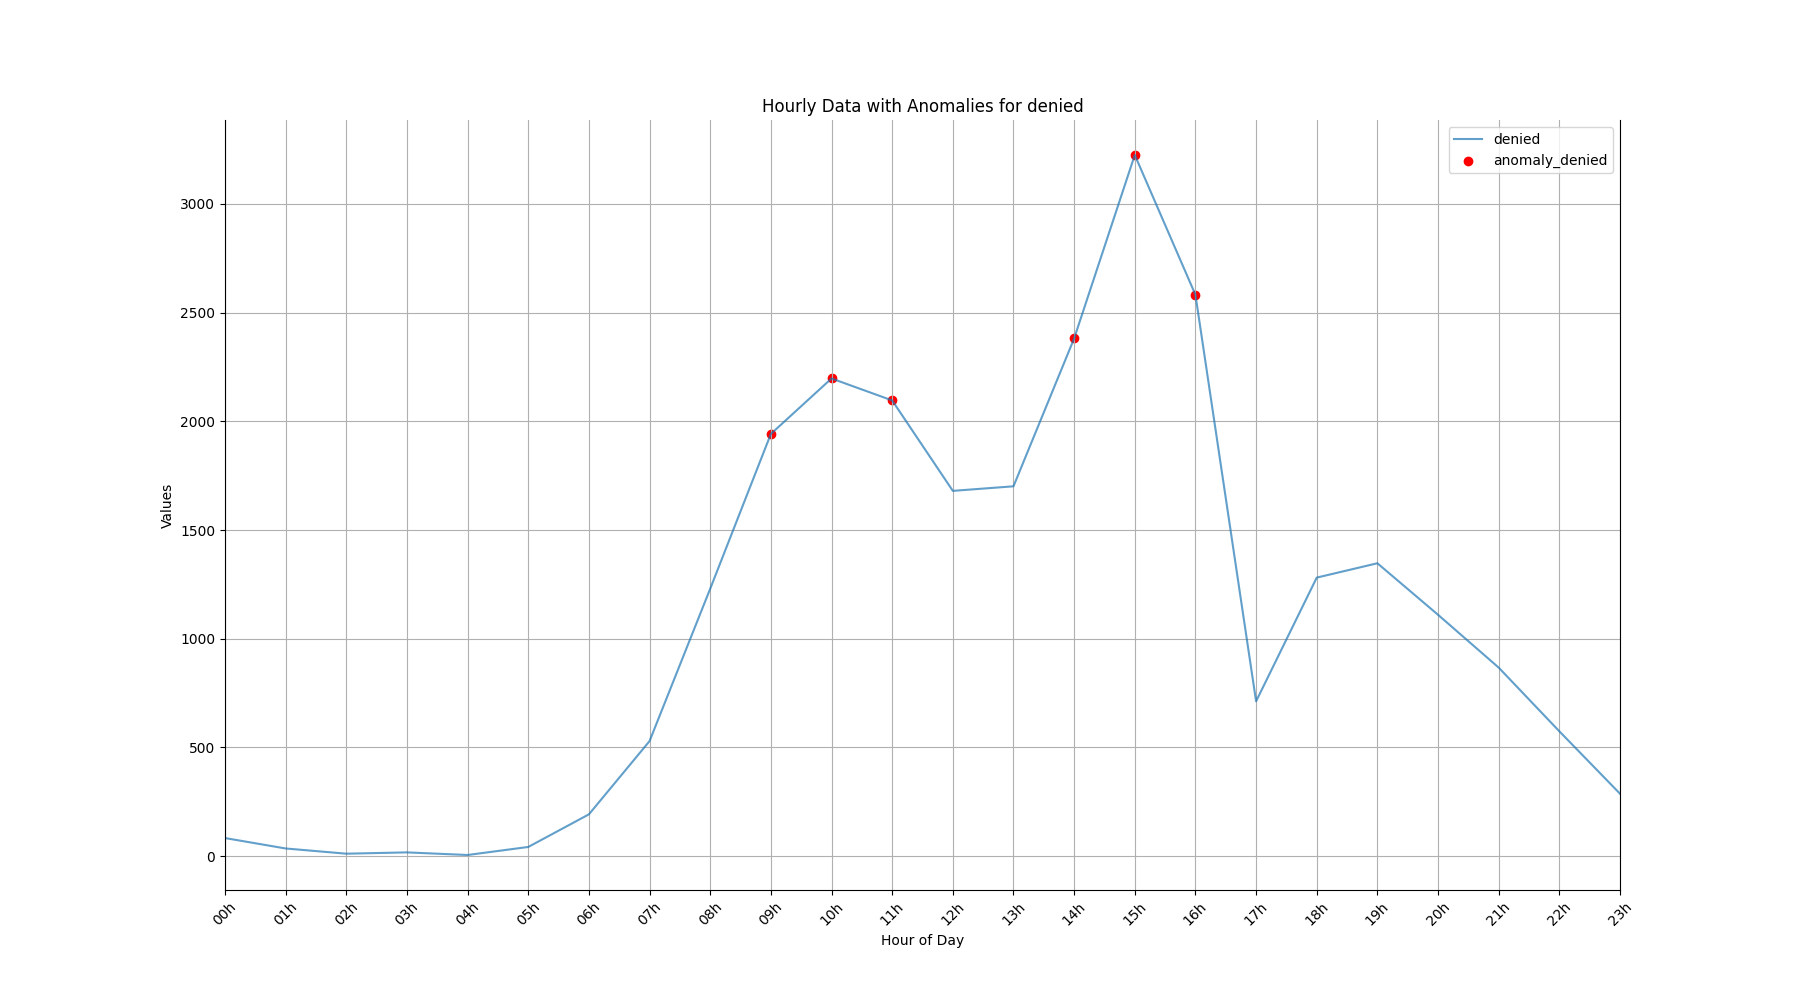 Hourly Data with Anomalies for denied
denied
anomaly_denied
3000
2500
2000
1500
1000
500
0
Values
00h 01h 02h 03h 04h 05h 06h 07h 08h 09h 10h 11h 12h 13h 14h 15h 16h 17h 18h 19h 20h 21h 22h 23h
Hour of Day